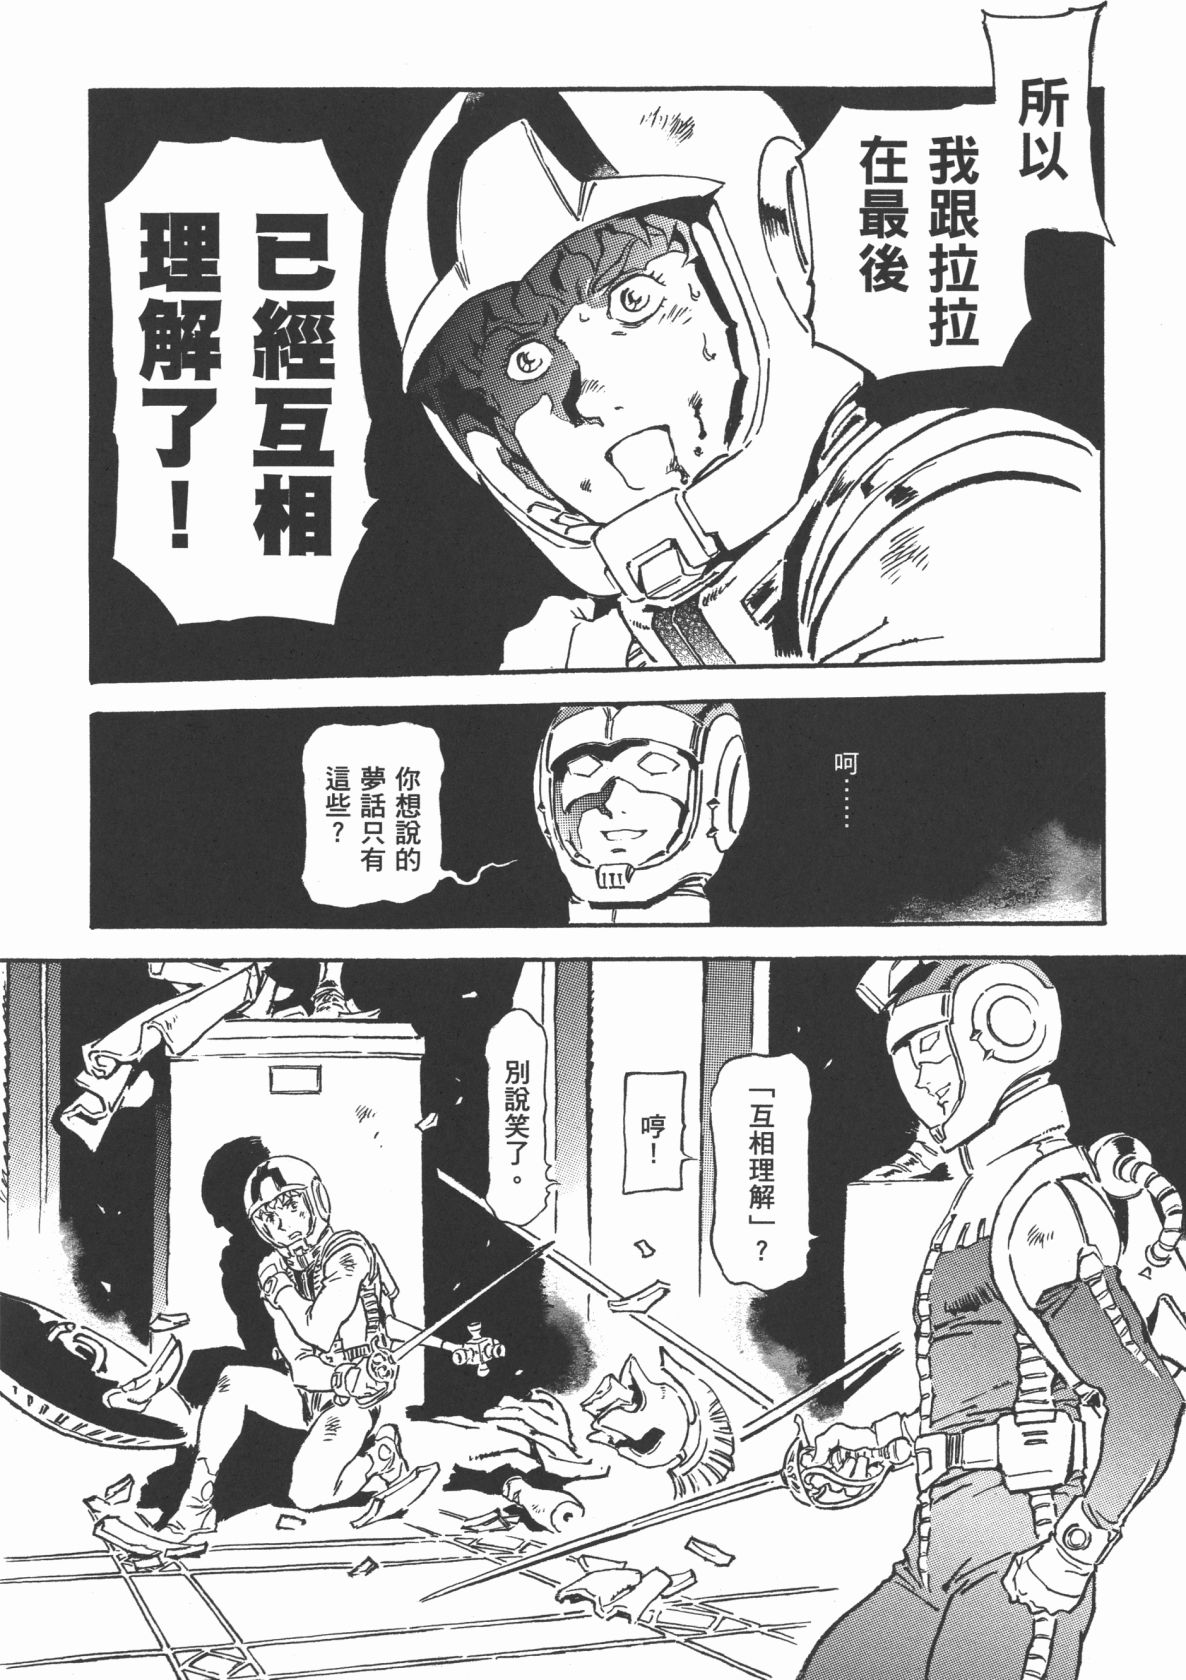 所以
我跟拉拉
在最後
已經互相
理解了！
呵……
你想說的
夢話只有
這些？
「互相理解」？
哼！
別說笑了。